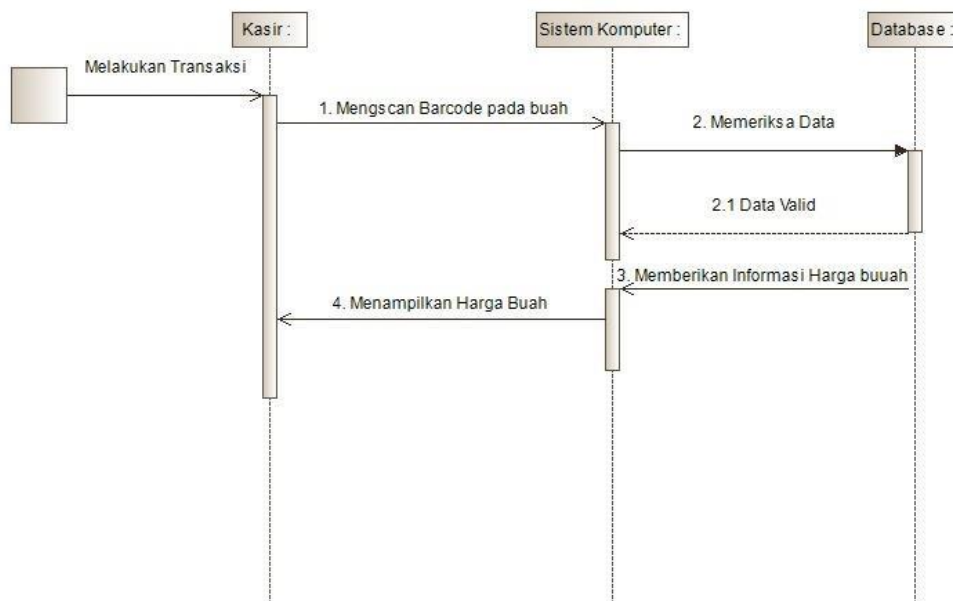 Kasir :
Sistem Komputer :
Database :
Melakukan Transaksi
1. Mengscan Barcode pada buah
2. Memeriksa Data
2.1 Data Valid
3. Memberikan Informasi Harga buuah
4. Menampilkan Harga Buah